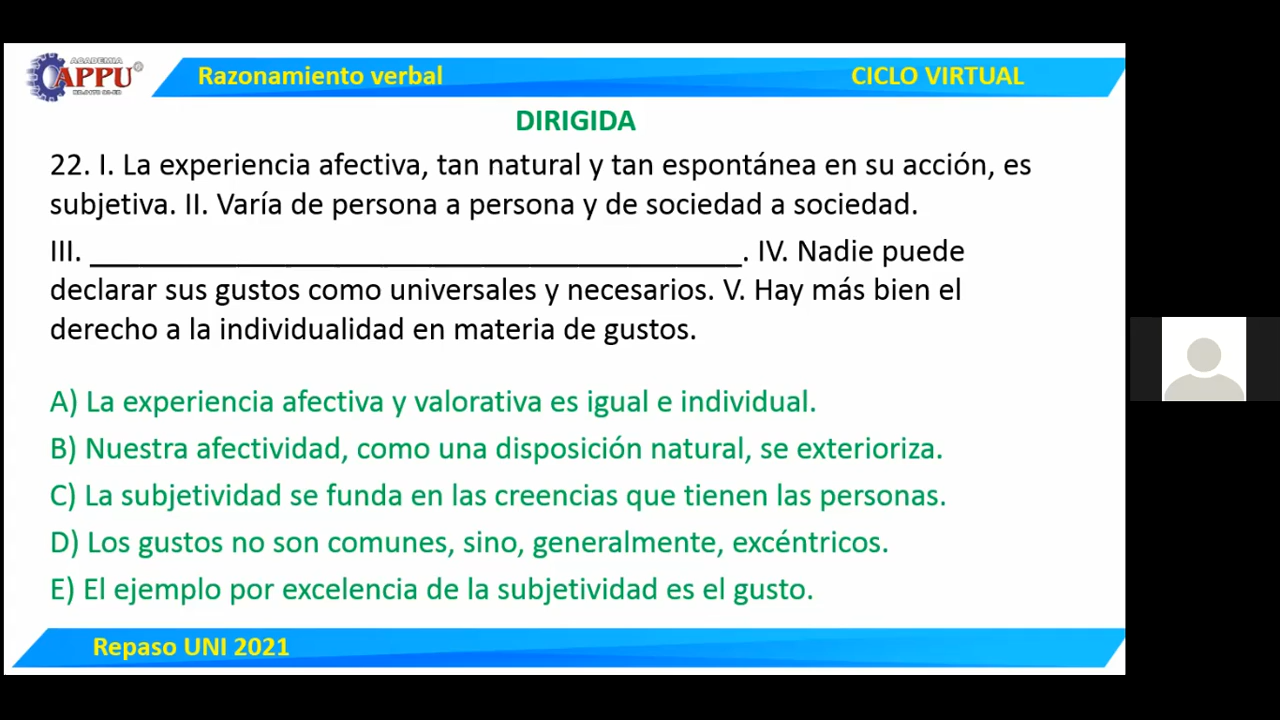 ACADEMIA
APPU
Razonamiento verbal
CICLO VIRTUAL
DIRIGIDA
22. I. La experiencia afectiva, tan natural y tan espontánea en su acción, es
subjetiva. II. Varía de persona a persona y de sociedad a sociedad.
III. ________________________________________. IV. Nadie puede
declarar sus gustos como universales y necesarios. V. Hay más bien el
derecho a la individualidad en materia de gustos.
A) La experiencia afectiva y valorativa es igual e individual.
B) Nuestra afectividad, como una disposición natural, se exterioriza.
C) La subjetividad se funda en las creencias que tienen las personas.
D) Los gustos no son comunes, sino, generalmente, excéntricos.
E) El ejemplo por excelencia de la subjetividad es el gusto.
Repaso UNI 2021